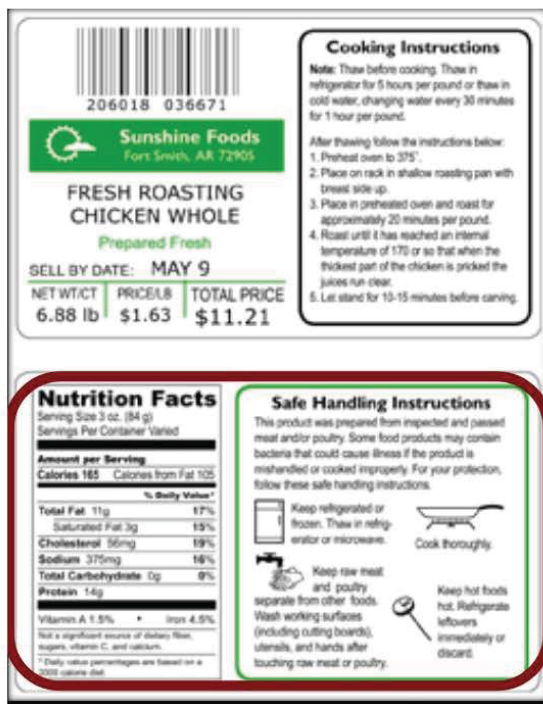 206018 036671
Sunshine Foods
Fort Smith, AR 72905
FRESH ROASTING
CHICKEN WHOLE
Prepared Fresh
SELL BY DATE: MAY 9
NET WT/CT PRICE/LB TOTAL PRICE
6.88 lb $1.63 $11.21
Cooking Instructions
Note: Thaw before cooking. Thaw in
refrigerator for 5 hours per pound or thaw in
cold water, changing water every 30 minutes
for 1 hour per pound.
After thawing follow the instructions below:
1. Preheat oven to 375°.
2. Place on rack in shallow roasting pan with
breast side up.
3. Place in preheated oven and roast for
approximately 20 minutes per pound.
4. Roast until it has reached an internal
temperature of 170 or so that when the
thickest part of the chicken is pricked the
juices run clear.
5. Let stand for 10-15 minutes before carving.
Nutrition Facts
Serving Size 3 oz. (84 g)
Servings Per Container Varied
Amount per Serving
Calories 165 Calories from Fat 105
% Daily Value*
Total Fat 11g 17%
Saturated Fat 3g 15%
Cholesterol 56mg 19%
Sodium 375mg 16%
Total Carbohydrate 0g 0%
Protein 14g
Vitamin A 1.5% • Iron 4.5%
Not a significant source of dietary fiber,
sugars, vitamin C, and calcium.
* Daily value percentages are based on a
calorie diet.
Safe Handling Instructions
This product was prepared from inspected and passed
meat and/or poultry. Some food products may contain
bacteria that could cause illness if the product is
mishandled or cooked improperly. For your protection,
follow these safe handling instructions.
Keep refrigerated or
frozen. Thaw in refrig-
erator or microwave.
Cook thoroughly.
Keep raw meat
and poultry
separate from other foods.
Wash working surfaces
(including cutting boards),
utensils, and hands after
touching raw meat or poultry.
Keep hot foods
hot. Refrigerate
leftovers
immediately or
discard.